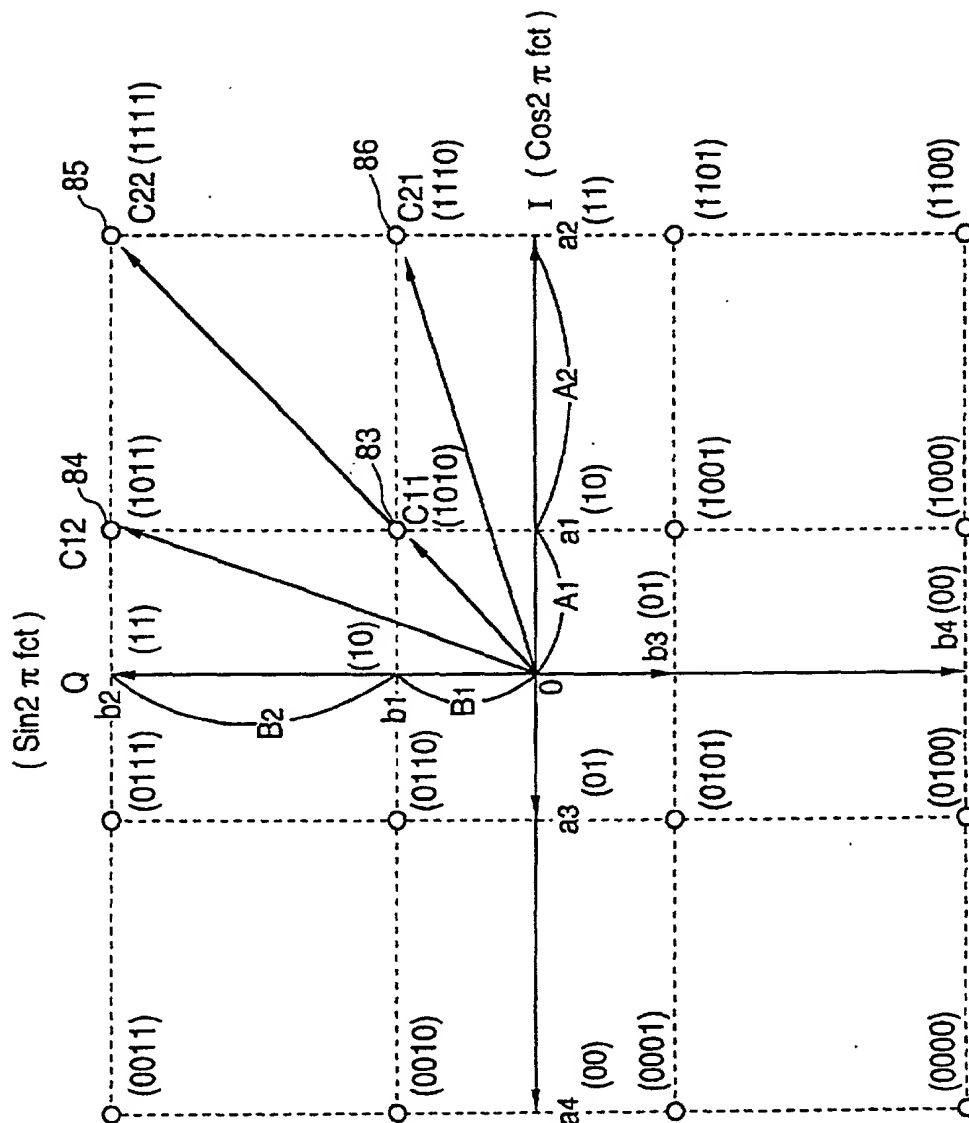 ( Sin2 π fct )
Q
C12
84
85
C22 (1111)
b2
(11)
(0011)
(0111)
(1011)
B2
83
86
b1
(10)
C11
(1010)
C21
(1110)
(0010)
(0110)
B1
0
A1
A2
I ( Cos2 π fct )
a4
(00)
a3
(01)
a1
(10)
a2
(11)
(0001)
(0101)
b3 (01)
(1001)
(1101)
(0000)
(0100)
b4 (00)
(1000)
(1100)